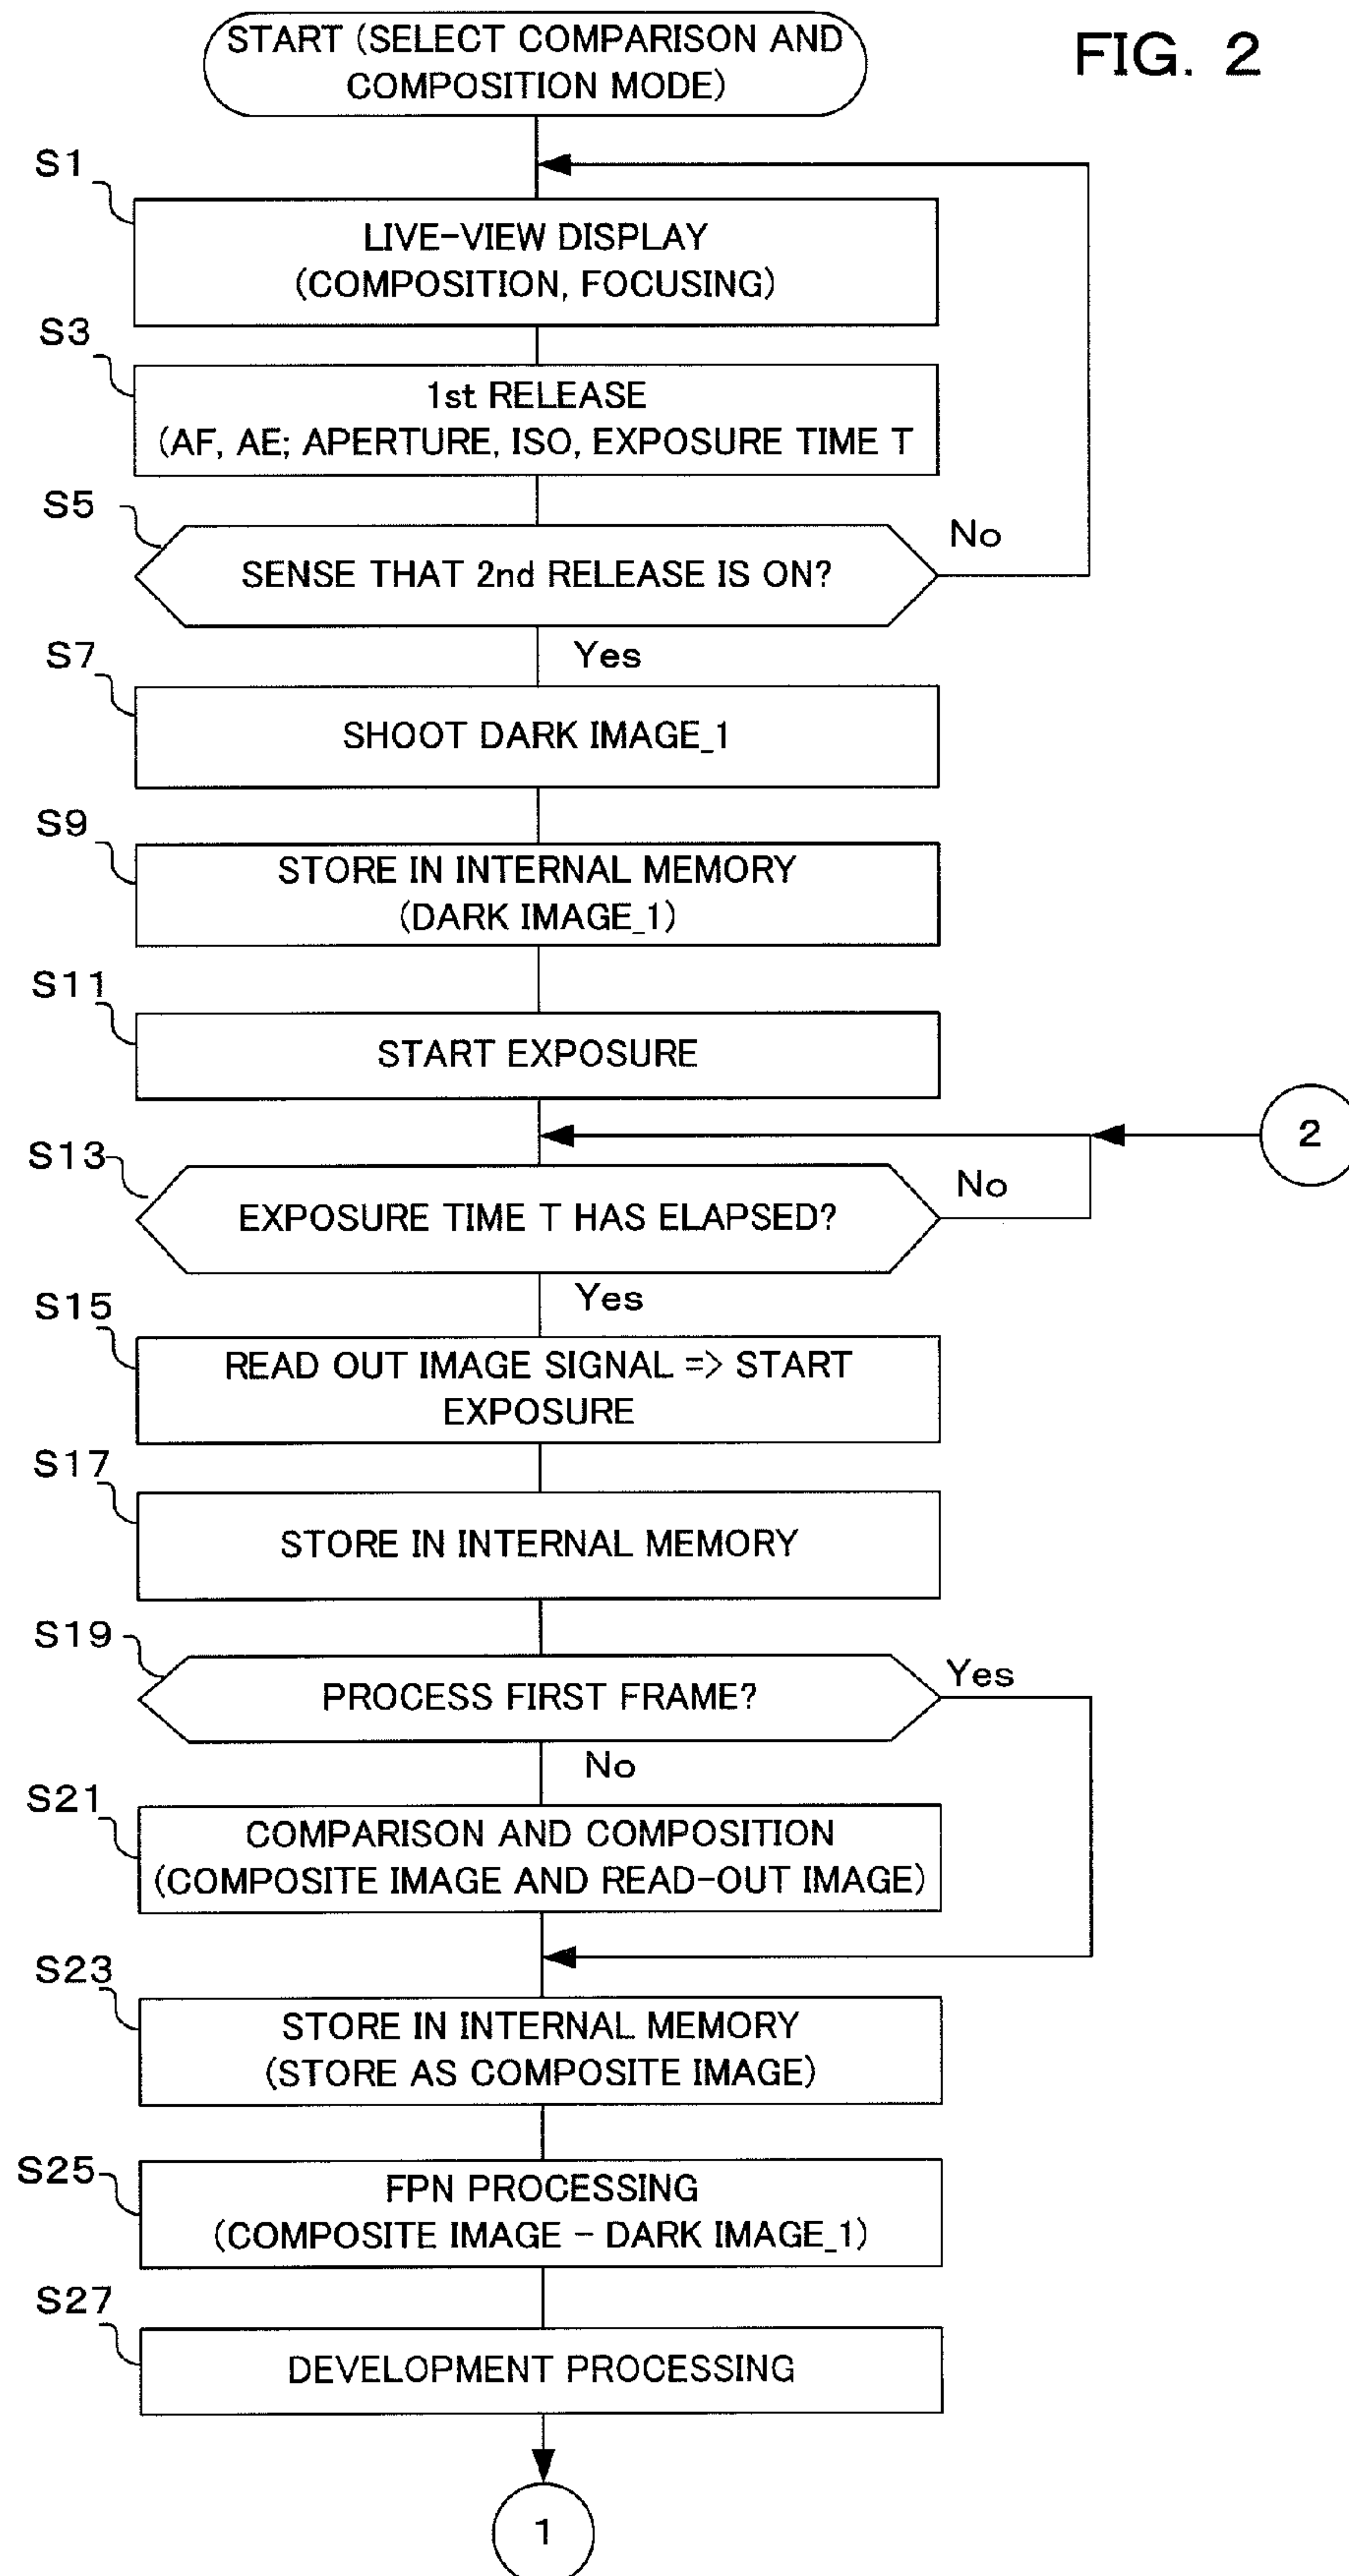 START (SELECT COMPARISON AND
COMPOSITION MODE)
FIG. 2
S1
LIVE-VIEW DISPLAY
(COMPOSITION, FOCUSING)
S3
1st RELEASE
(AF, AE; APERTURE, ISO, EXPOSURE TIME T
S5
SENSE THAT 2nd RELEASE IS ON?
No
Yes
S7
SHOOT DARK IMAGE_1
S9
STORE IN INTERNAL MEMORY
(DARK IMAGE_1)
S11
START EXPOSURE
2
S13
EXPOSURE TIME T HAS ELAPSED?
No
Yes
S15
READ OUT IMAGE SIGNAL => START
EXPOSURE
S17
STORE IN INTERNAL MEMORY
S19
PROCESS FIRST FRAME?
Yes
No
S21
COMPARISON AND COMPOSITION
(COMPOSITE IMAGE AND READ-OUT IMAGE)
S23
STORE IN INTERNAL MEMORY
(STORE AS COMPOSITE IMAGE)
S25
FPN PROCESSING
(COMPOSITE IMAGE - DARK IMAGE_1)
S27
DEVELOPMENT PROCESSING
1